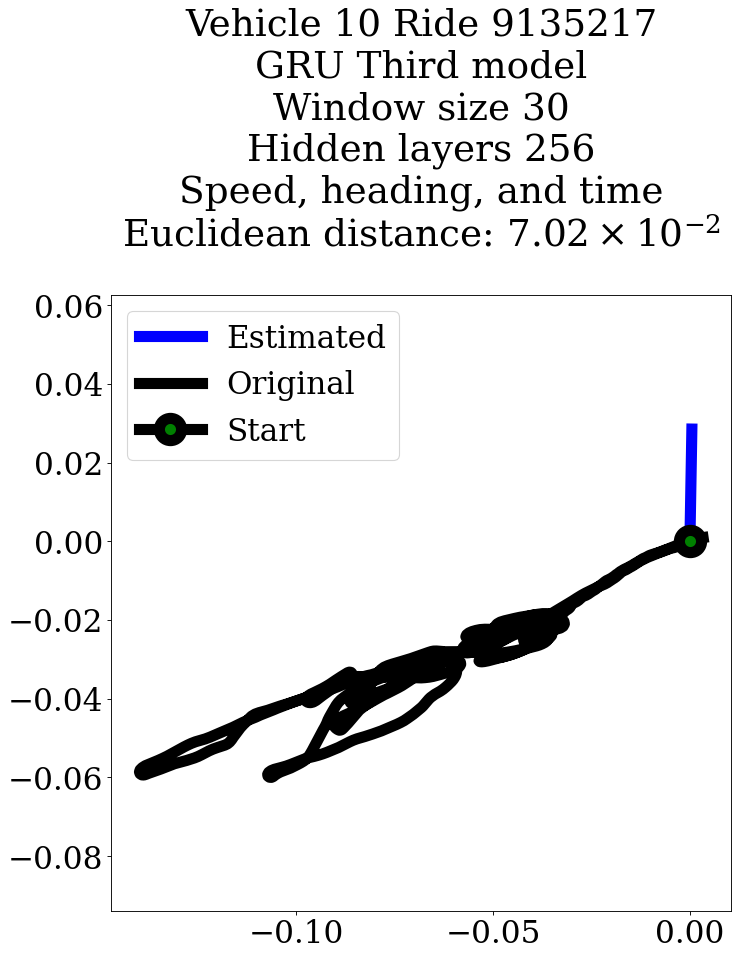 Vehicle 10 Ride 9135217
GRU Third model
Window size 30
Hidden layers 256
Speed, heading, and time
Euclidean distance: 7.02 × 10⁻²
0.06
0.04
0.02
0.00
−0.02
−0.04
−0.06
−0.08
Estimated
Original
Start
−0.10
−0.05
0.00